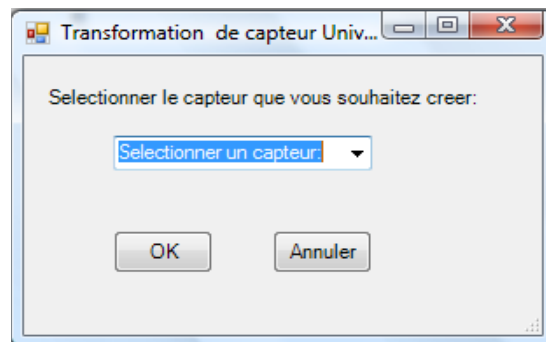 Transformation de capteur Univ...
Selectionner le capteur que vous souhaitez creer:
Selectionner un capteur:
OK
Annuler